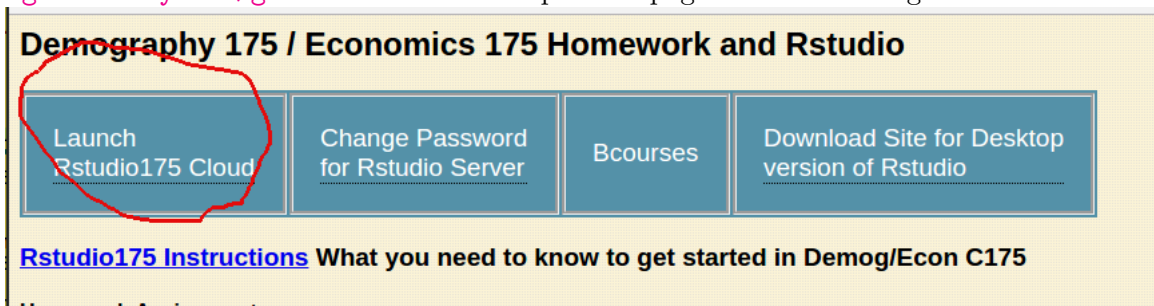 Demography 175 / Economics 175 Homework and Rstudio
Launch
Rstudio175 Cloud
Change Password
for Rstudio Server
Bcourses
Download Site for Desktop
version of Rstudio
Rstudio175 Instructions What you need to know to get started in Demog/Econ C175